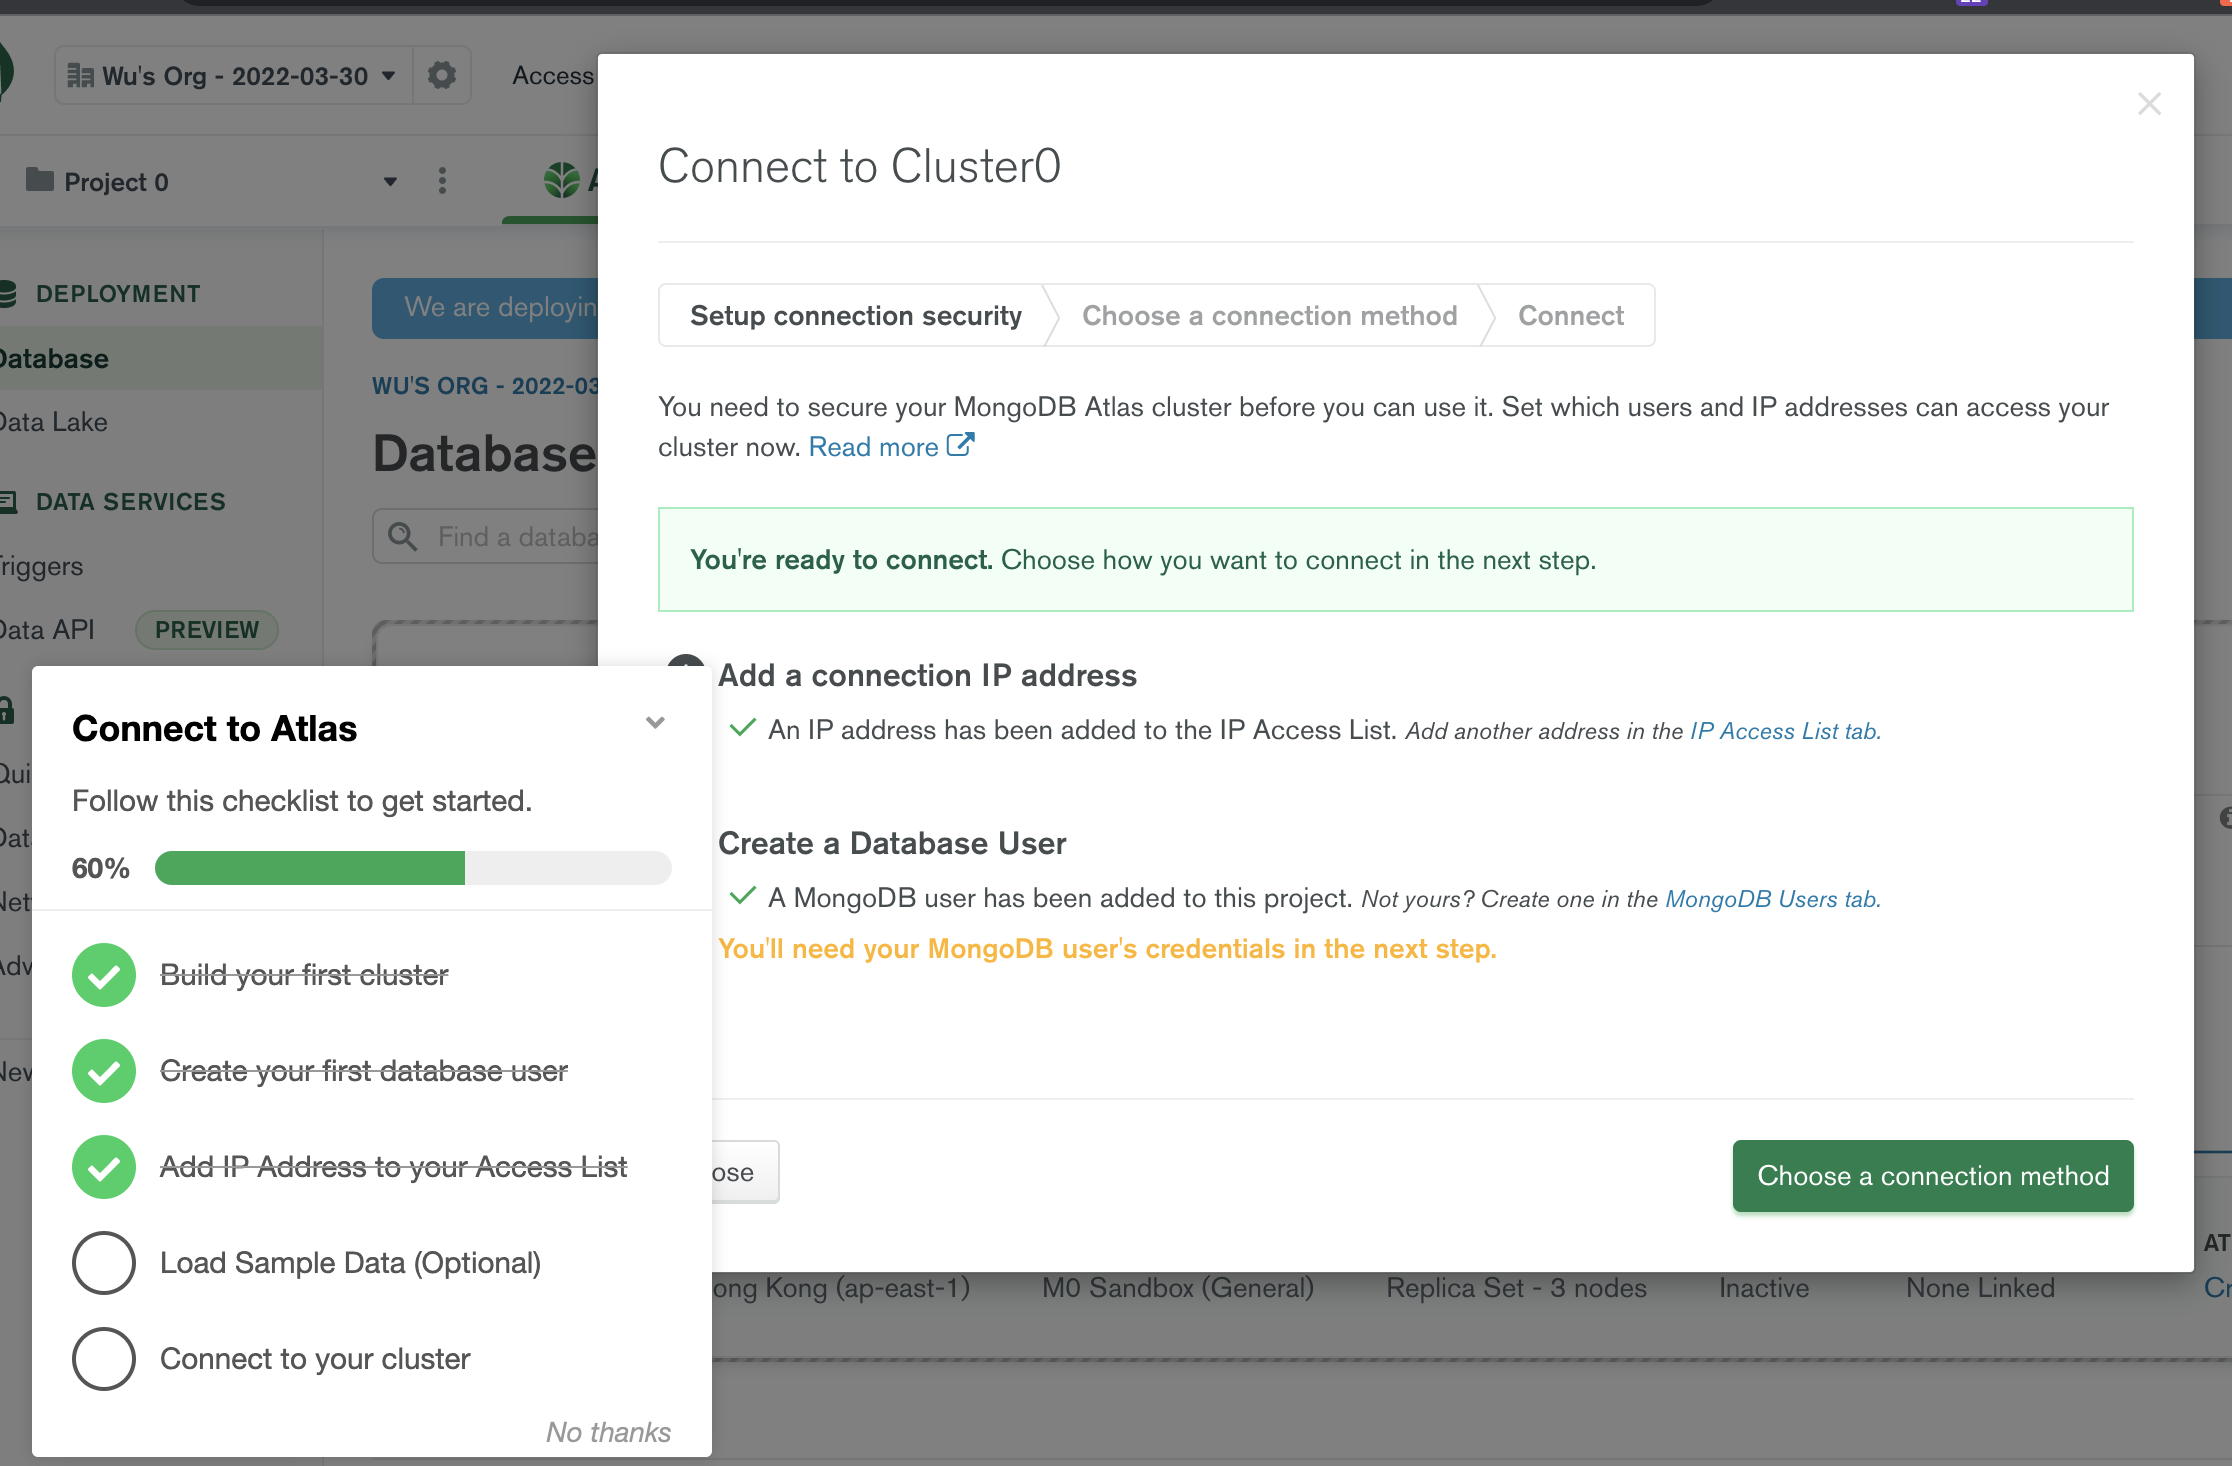 Wu's Org - 2022-03-30
Access
Project 0
DEPLOYMENT
Database
Data Lake
DATA SERVICES
Triggers
Data API
PREVIEW
We are deployin
WU'S ORG - 2022-03
Database
Find a databa
Connect to Cluster0
Setup connection security
Choose a connection method
Connect
You need to secure your MongoDB Atlas cluster before you can use it. Set which users and IP addresses can access your
cluster now. Read more
You're ready to connect. Choose how you want to connect in the next step.
Add a connection IP address
An IP address has been added to the IP Access List. Add another address in the IP Access List tab.
Create a Database User
A MongoDB user has been added to this project. Not yours? Create one in the MongoDB Users tab.
You'll need your MongoDB user's credentials in the next step.
ose
Choose a connection method
Connect to Atlas
Follow this checklist to get started.
60%
Build your first cluster
Create your first database user
Add IP Address to your Access List
Load Sample Data (Optional)
Connect to your cluster
No thanks
ong Kong (ap-east-1)
M0 Sandbox (General)
Replica Set - 3 nodes
Inactive
None Linked
AT
Cr